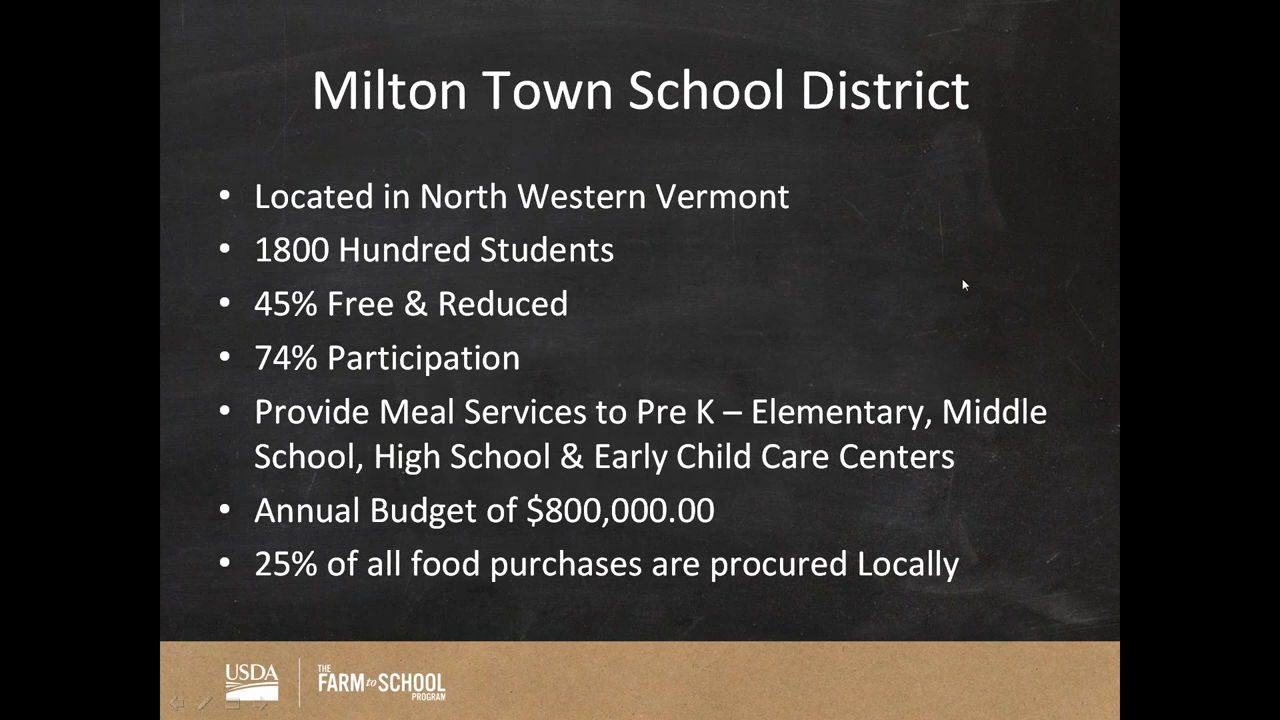 Milton Town School District
• Located in North Western Vermont
• 1800 Hundred Students
• 45% Free & Reduced
• 74% Participation
• Provide Meal Services to Pre K – Elementary, Middle
School, High School & Early Child Care Centers
• Annual Budget of $800,000.00
• 25% of all food purchases are procured Locally
USDA
THE
FARM to SCHOOL
PROGRAM